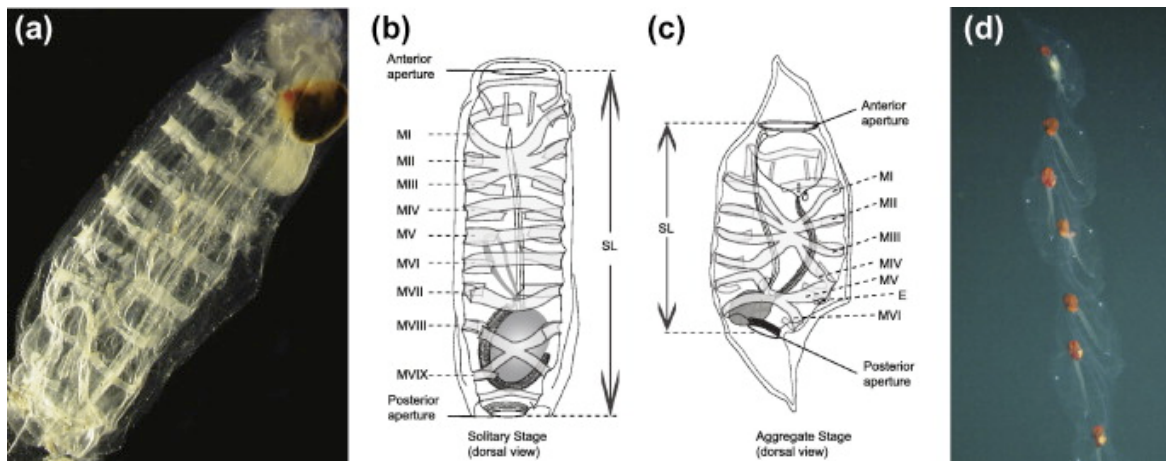 (a)
(b)
Anterior
aperture
MI
MII
MIII
MIV
MV
MVI
MVII
MVIII
MVIX
Posterior
aperture
SL
Solitary Stage
(dorsal view)
(c)
Anterior
aperture
SL
MI
MII
MIII
MIV
MV
E
MVI
Posterior
aperture
Aggregate Stage
(dorsal view)
(d)